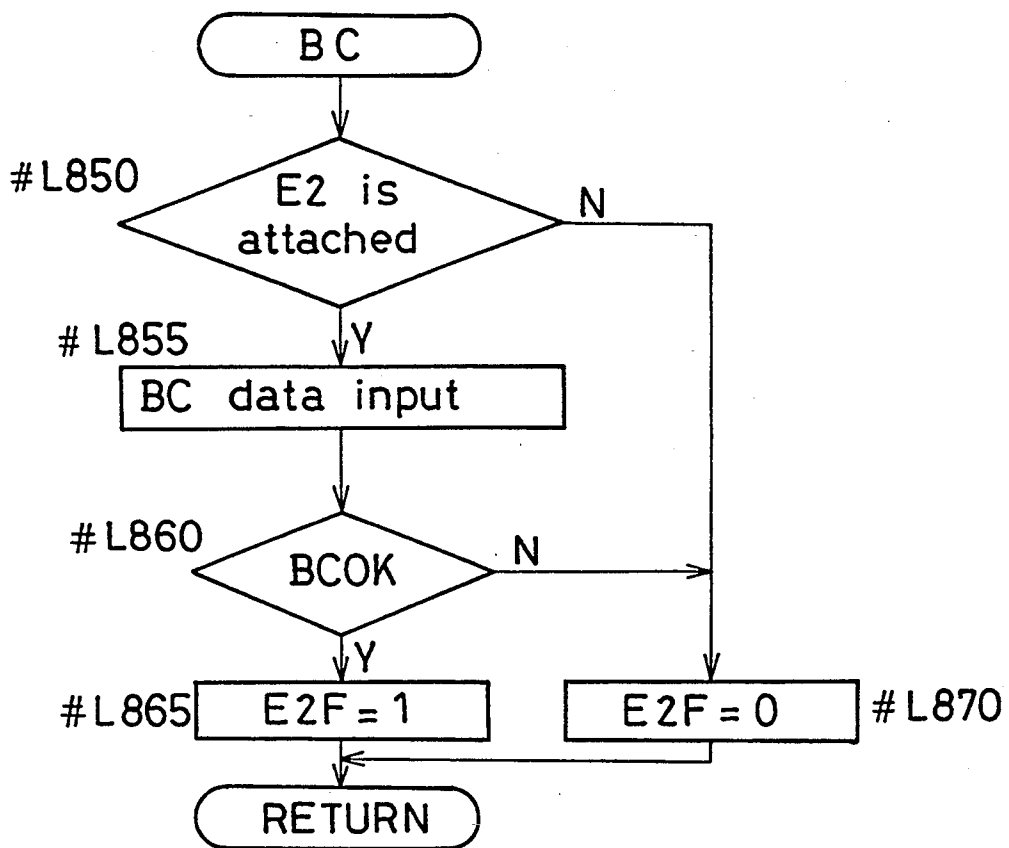 BC
#L850
E2 is
attached
N
Y
# L855
BC data input
#L860
BCOK
N
Y
#L865
E2F=1
E2F=0
#L870
RETURN